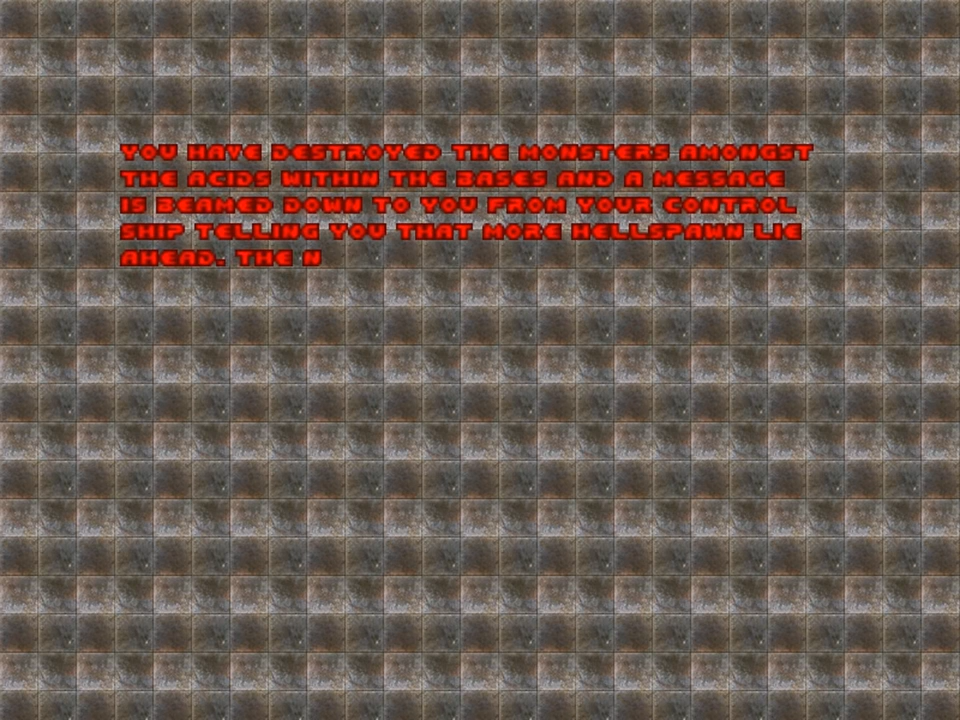 YOU HAVE DESTROYED THE MONSTERS AMONGST
THE ACIDS WITHIN THE BASES AND A MESSAGE
IS BEAMED DOWN TO YOU FROM YOUR CONTROL
SHIP TELLING YOU THAT MORE HELLSPAWN LIE
AHEAD. THE N